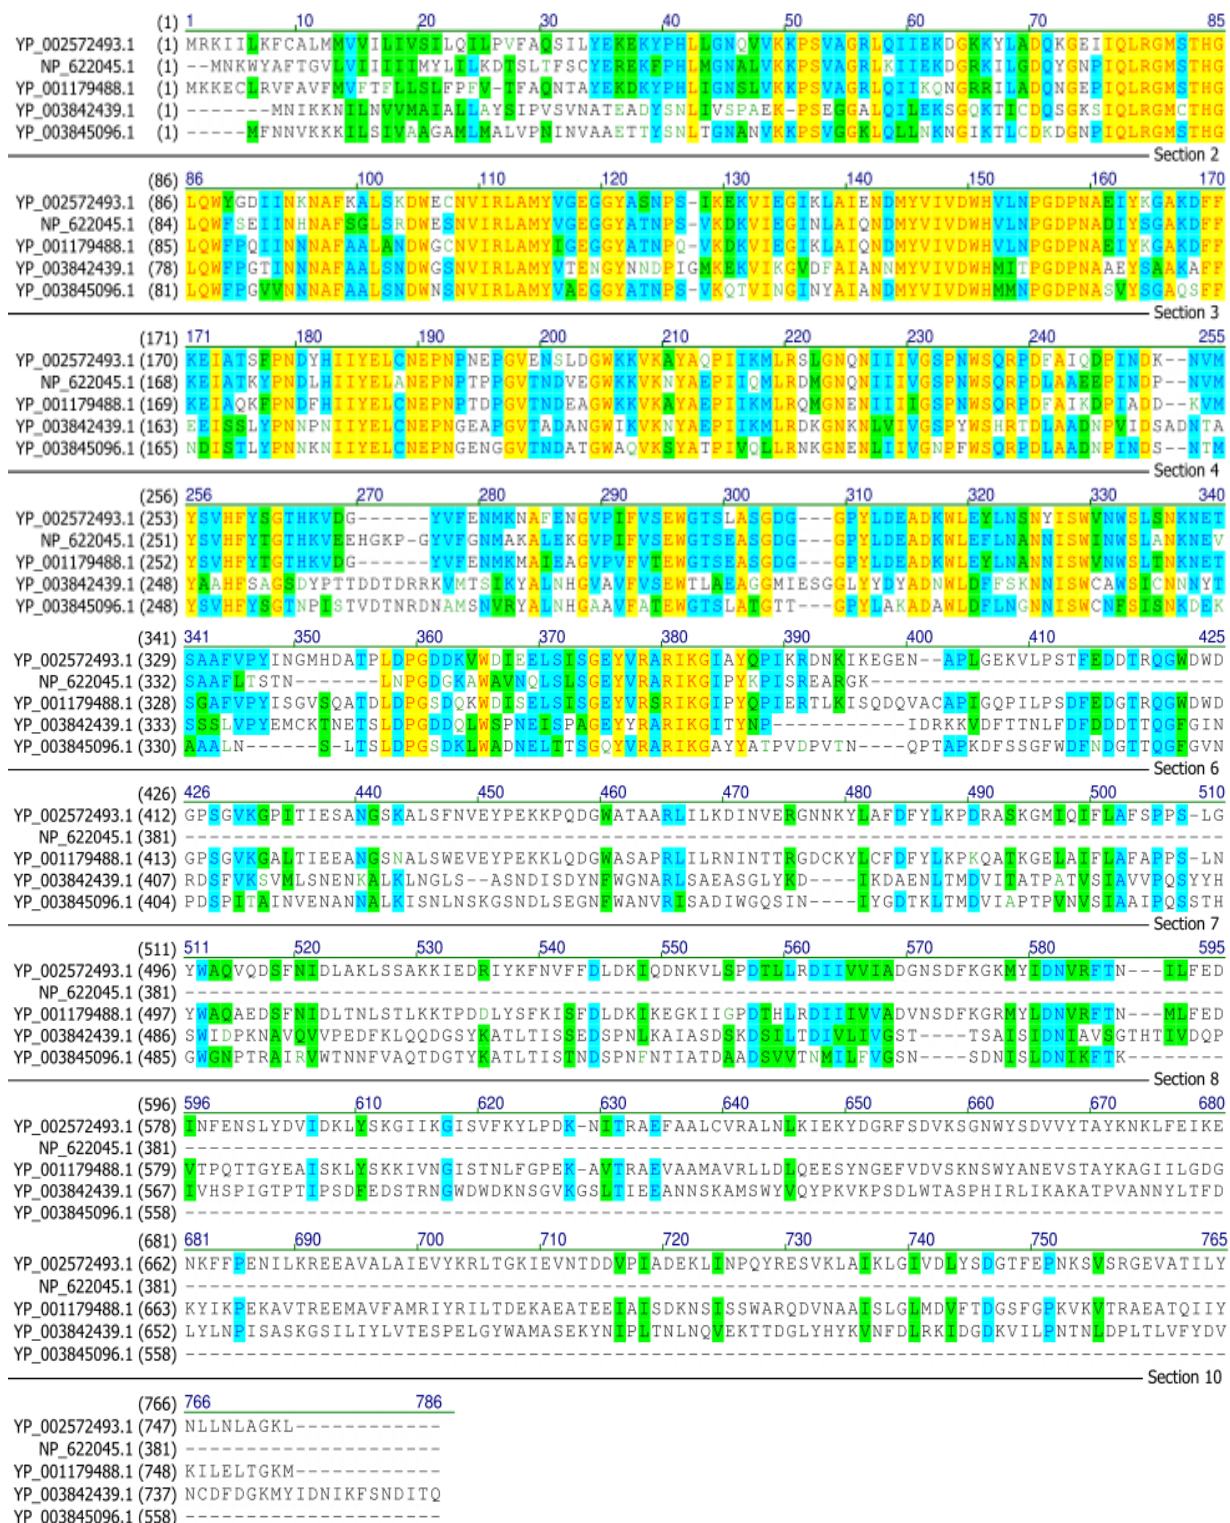 (1) 1 10 20 30 40 50 60 70 85
YP_002572493.1 (1) MRKIILKFCALMMVVILIVSILQILPVFAQSILYEKEKYPHLLGNQVVKKPSVAGRLQIIEKDGKKYLADQKGEIIQLRGMSTHG
NP_622045.1 (1) --MNKWYAFTGVLVIIIIIMYLILKDTSLTFSCYEREKFPHLMGNALVKKPSVAGRLKIIEKDGRKILGDQYGNPIQLRGMSTHG
YP_001179488.1 (1) MKKECLRVFAVFMVFTFLLSLFPFV-TFAQNTAYEKDKYPHLIGNSLVKKPSVAGRLQIIKQNGRRILADQNGEPIQLRGMSTHG
YP_003842439.1 (1) ------MNIKKNILNVVMAIALLAYSIPVSVNATEADYSNLIVSPAEK-PSEGGALQILEKSGQKTICDQSGKSIQLRGMCTHG
YP_003845096.1 (1) -----MFNNVKKKILSIVAAGAMLMALVPNINVAAETTYSNLTGNANVKKPSVGGKLQLLNKNGIKTLCDKDGNPIQLRGMSTHG
Section 2
(86) 86 100 110 120 130 140 150 160 170
YP_002572493.1 (86) LQWYGDIINKNAFKALSKDWECNVIRLAMYVGEGGYASNPS-IKEKVIEGIKLAIENDMYVIVDWHVLNPGDPNAEIYKGAKDFF
NP_622045.1 (84) LQWFSEIINHNAFSGLSRDWESNVIRLAMYVGEGGYATNPS-VKEKVIEGINLAIQNDMYVIVDWHVLNPGDPNAEIYSGAKDFF
YP_001179488.1 (85) LQWFPQIINNNAFAALANDWGCNVIRLAMYIGEGGYATNPQ-VKDKVIEGIKLAIQNDMYVIVDWHVLNPGDPNAEIYKGAKDFF
YP_003842439.1 (78) LQWFPGTINNNAFAALSNDWGSNVIRLAMYVTENGYNNDPIGMKEKVIKGVDFAIANNMYVIVDWHMITPGDPNAAEYSAAKAFF
YP_003845096.1 (81) LQWFPGVVNNNAFAALSNDWNSNVIRLAMYVAEGGYATNPS-VKQTVINGINYAIANDMYVIVDWHMMNPGDPNASVYSGAQSFF
Section 3
(171) 171 180 190 200 210 220 230 240 255
YP_002572493.1 (170) KEIATSFPNDYHIIYELCNEPNPNEPGVENSLDGWKKVKAYAQPIIKMLRSLGNQNIIIVGSPNWSQRPDFAIQDPINDK--NVM
NP_622045.1 (168) KEIATKYPNDLHIIYELANEPNPTPPGVTNDVEGWKKVKNYAEPIIQMLRDMGNQNIIIVGSPNWSQRPDLAAEEPINDP--NVM
YP_001179488.1 (169) KEIAQKFPNDFHIIYELCNEPNPTDPGVTNDEAGWKKVKAYAEPIIKMLRQMGNENIIIIGSPNWSQRPDFAIKDPIADD--KVM
YP_003842439.1 (163) EEISSLYPNNPNIIYELCNEPNGEAPGVTADANGWIKVKNYAEPIIKMLRDKGNKNLVIVGSPYWSHRTDLAADNPVIDSADNTA
YP_003845096.1 (165) NDISTLYPNNKNIIYELCNEPNGENGGVTNDATGWAQVKSYATPIVQLLRNKGNENLIIVGNPFWSQRPDLAADNPINDS--NTM
Section 4
(256) 256 270 280 290 300 310 320 330 340
YP_002572493.1 (253) YSVHFYSGTHKVDG------YVFENMKNAFENGVPIFVSEWGTSLASGDG---GPYLDEADKWLEYLNSNYISWVNWSLSNKNET
NP_622045.1 (251) YSVHFYTGTHKVEEHGKPG-YVFGNMAKALEKGVPIFVSEWGTSEASGDG---GPYLDEADKWLEFLNANNISWINWSLANKNEV
YP_001179488.1 (252) YSVHFYTGTHKVDG------YVFENMKMAIEAGVPVFVTEWGTSEASGDG---GPYLDEADKWLEYLNANNISWVNWSLTNKNET
YP_003842439.1 (248) YAAHFSAGSDYPTTDDTDRRKVMTSIKYALNHGVAVFVSEWTLAEAGGMIESGGLYYDYADNWLDFFSKNNISWCAWSICNNNYT
YP_003845096.1 (248) YSVHFYSGTNPISTVDTNRDNAMSNVRYALNHGAAVFATEWGTSLATGTT---GPYLAKADAWLDFLNGNNISWCNFSISNKDEK
(341) 341 350 360 370 380 390 400 410 425
YP_002572493.1 (329) SAAFVPYINGMHDATPLDPGDDKVWDIEELSISGEYVRARIKGIAYQPIKRDNKIKEGEN--APLGEKVLPSTFEDDTRQGWDWD
NP_622045.1 (332) SAAFLTSTN-------LNPGDGKAWAVNQLSLSGEYVRARIKGIPYKPISREARGK-----------------------------
YP_001179488.1 (328) SGAFVPYISGVSQATDLDPGSDQKWDISELSISGEYVRSRIKGIPYQPIERTLKISQDQVACAPIGQPILPSDFEDGTRQGWDWD
YP_003842439.1 (333) SSSLVPYEMCKTNETSLDPGDDQLWSPNEISPAGEYYRARIKGITYNP-----------IDRKKVDFTTNLFDFDDDTTQGFGIN
YP_003845096.1 (330) AAALN------S-LTSLDPGSDKLWADNELTTSGQYVRARIKGAYYATPVDPVTN----QPTAPKDFSSGFWDFNDGTTQGFGVN
Section 6
(426) 426 440 450 460 470 480 490 500 510
YP_002572493.1 (412) GPSGVKGPITIESANGSKALSFNVEYPEKKPQDGWATAARLILKDINVERGNNKYLAFDFYLKPDRASKGMIQIFLAFSPPS-LG
NP_622045.1 (381) -------------------------------------------------------------------------------------
YP_001179488.1 (413) GPSGVKGALTIEEANGSNALSWEVEYPEKKLQDGWASAPRLILRNINTTRGDCKYLCFDFYLKPKQATKGELAIFLAFAPPS-LN
YP_003842439.1 (407) RDSFVKSVMLSNENKALKLNGLS--ASNDISDYNFWGNARLSAEASGLYKD----IKDAENLTMDVITATPATVSIAVVPQSYYH
YP_003845096.1 (404) PDSPITAINVENANNALKISNLNSKGSNDLSEGNFWANVRISADIWGQSIN----IYGDTKLTMDVIAPTPVNVSIAAIPQSSTH
Section 7
(511) 511 520 530 540 550 560 570 580 595
YP_002572493.1 (496) YWAQVQDSFNIDLAKLSSAKKIEDRIYKFNVFFDLDKIQDNKVLSPDTLLRDIIVVIADGNSDFKGKMYIDNVRFTN---ILFED
NP_622045.1 (381) -------------------------------------------------------------------------------------
YP_001179488.1 (497) YWAQAEDSFNIDLTNLSTLKKTPDDLYSFKISFDLDKIKEGKIIGPDTHLRDIIIVVADVNSDFKGRMYLDNVRFTN---MLFED
YP_003842439.1 (486) SWIDPKNAVQVVPEDFKLQQDGSYKATLTISSEDSPNLKAIASDSKDSILTDIVLIVGST----TSAISIDNIAVSGTHTIVDQP
YP_003845096.1 (485) GWGNPTRAIRVWTNNFVAQTDGTYKATLTISTNDSPNFNTIATDAADSVVTNMILFVGSN----SDNISLDNIKFTK--------
Section 8
(596) 596 610 620 630 640 650 660 670 680
YP_002572493.1 (578) INFENSLYDVIDKLYSKGIIKGISVFKYLPDK-NITRAEFAALCVRALNLKIEKYDGRFSDVKSGNWYSDVVYTAYKNKLFEIKE
NP_622045.1 (381) -------------------------------------------------------------------------------------
YP_001179488.1 (579) VTPQTTGYEAISKLYSKKIVNGISTNLFGPEK-AVTRAEVAAMAVRLLDLQEESYNGEFVDVSKNSWYANEVSTAYKAGIILGDG
YP_003842439.1 (567) IVHSPIGTPTIPSDFEDSTRNGWDWDKNSGVKGSLTIEEANNSKAMSWYVQYPKVKPSDLWTASPHIRLIKAKATPVANNYLTFD
YP_003845096.1 (558) -------------------------------------------------------------------------------------
(681) 681 690 700 710 720 730 740 750 765
YP_002572493.1 (662) NKFFPENILKREEAVALAIEVYKRLTGKIEVNTDDVPIADEKLINPQYRESVKLAIKLGIVDLYSDGTFEPNKSVSRGEVATILY
NP_622045.1 (381) -------------------------------------------------------------------------------------
YP_001179488.1 (663) KYIKPEKAVTREEMAVFAMRIYRILTDEKAEATEEIAISDKNSISSWARQDVNAAISLGLMDVFTDGSFGPKVKVTRAEATQIIY
YP_003842439.1 (652) LYLNPISASKGSILIYLVTESPELGYWAMASEKYNIPLTNLNQVEKTTDGLYHYKVNFDLRKIDGDKVILPNTNLDPLTLVFYDV
YP_003845096.1 (558) -------------------------------------------------------------------------------------
Section 10
(766) 766 786
YP_002572493.1 (747) NLLNLAGKL------------
NP_622045.1 (381) ---------------------
YP_001179488.1 (748) KILELTGKM------------
YP_003842439.1 (737) NCDFDGKMYIDNIKFSNDITQ
YP_003845096.1 (558) ---------------------